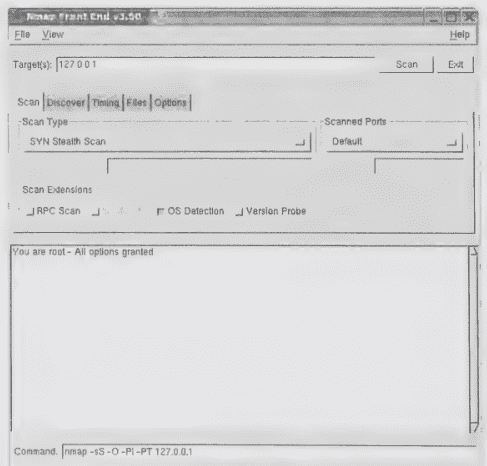 Nmap Front End v3.50
File View Help
Target(s): 127.0.0.1 Scan Exit
Scan Discover Timing Files Options
Scan Type Scanned Ports
SYN Stealth Scan Default
Scan Extensions
RPC Scan OS Detection Version Probe
You are root - All options granted
Command. nmap -sS -O -PI -PT 127.0.0.1